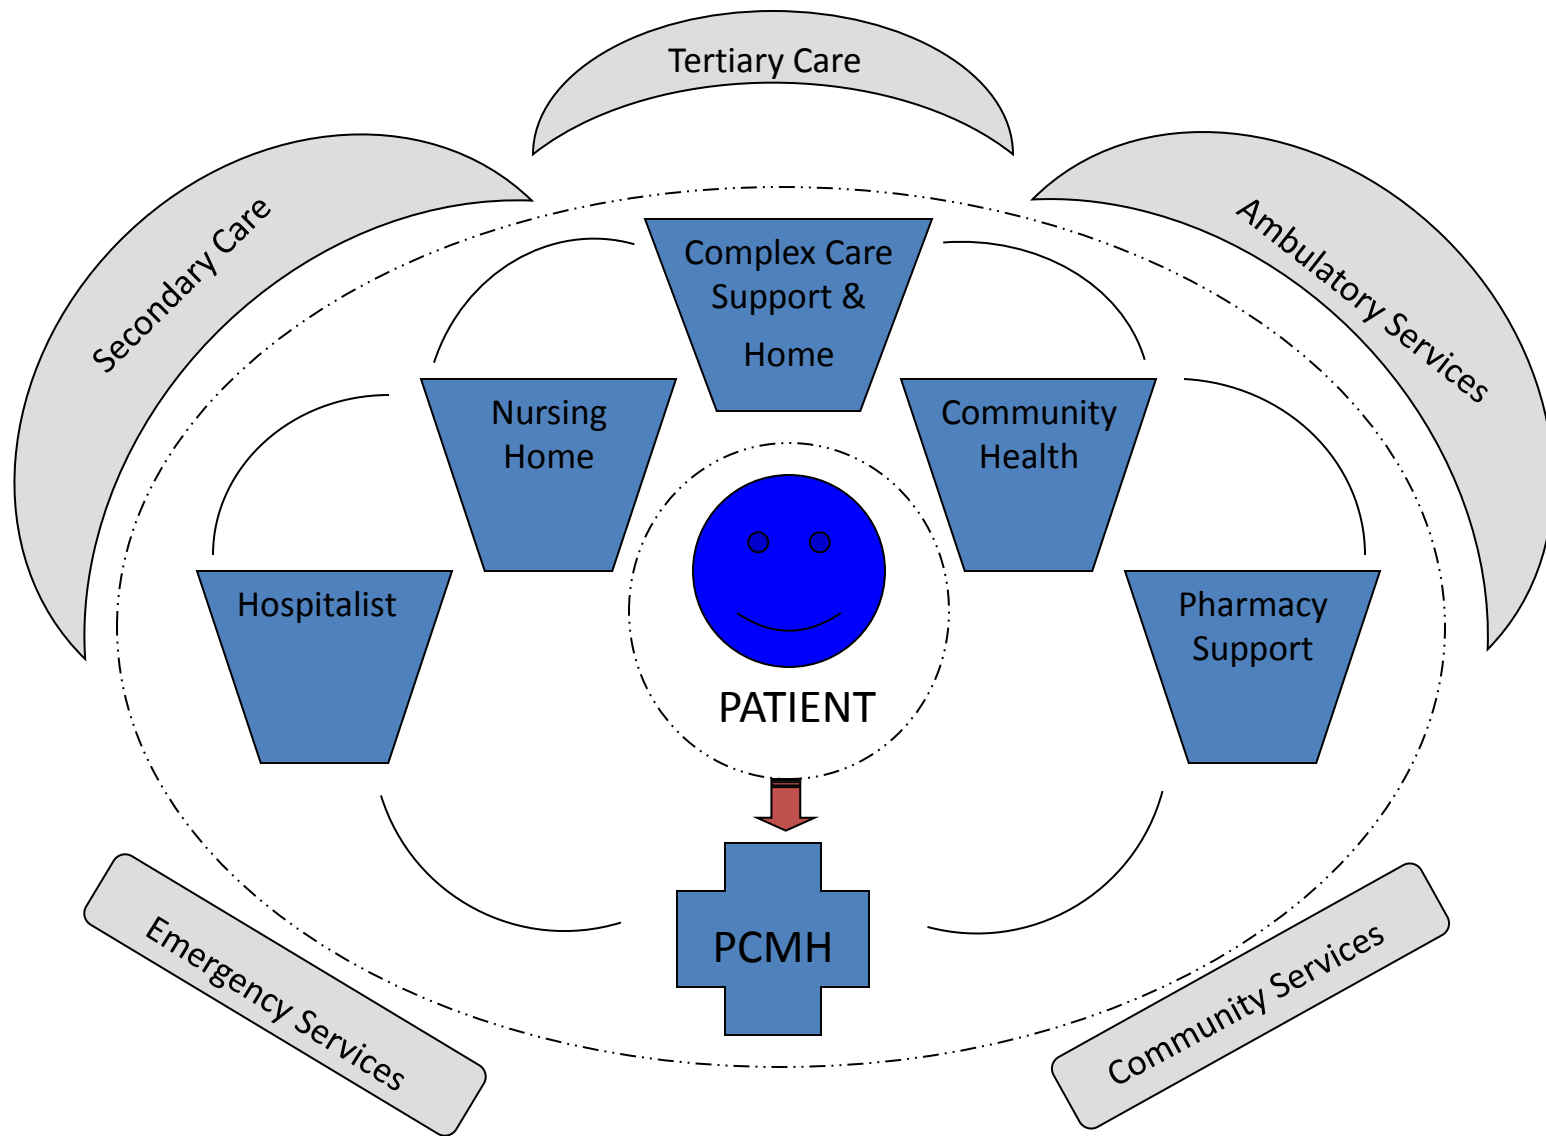 Tertiary Care
Secondary Care
Ambulatory Services
Complex Care
Support &
Home
Nursing
Home
Community
Health
Hospitalist
Pharmacy
Support
PATIENT
PCMH
Emergency Services
Community Services